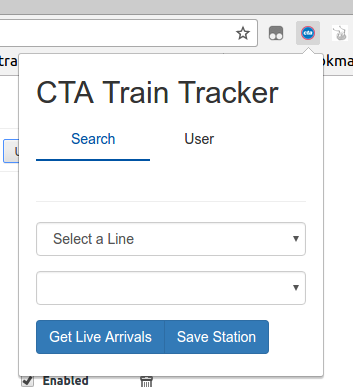 cta
tra
okma
CTA Train Tracker
Search User
Select a Line
Get Live Arrivals Save Station
Enabled